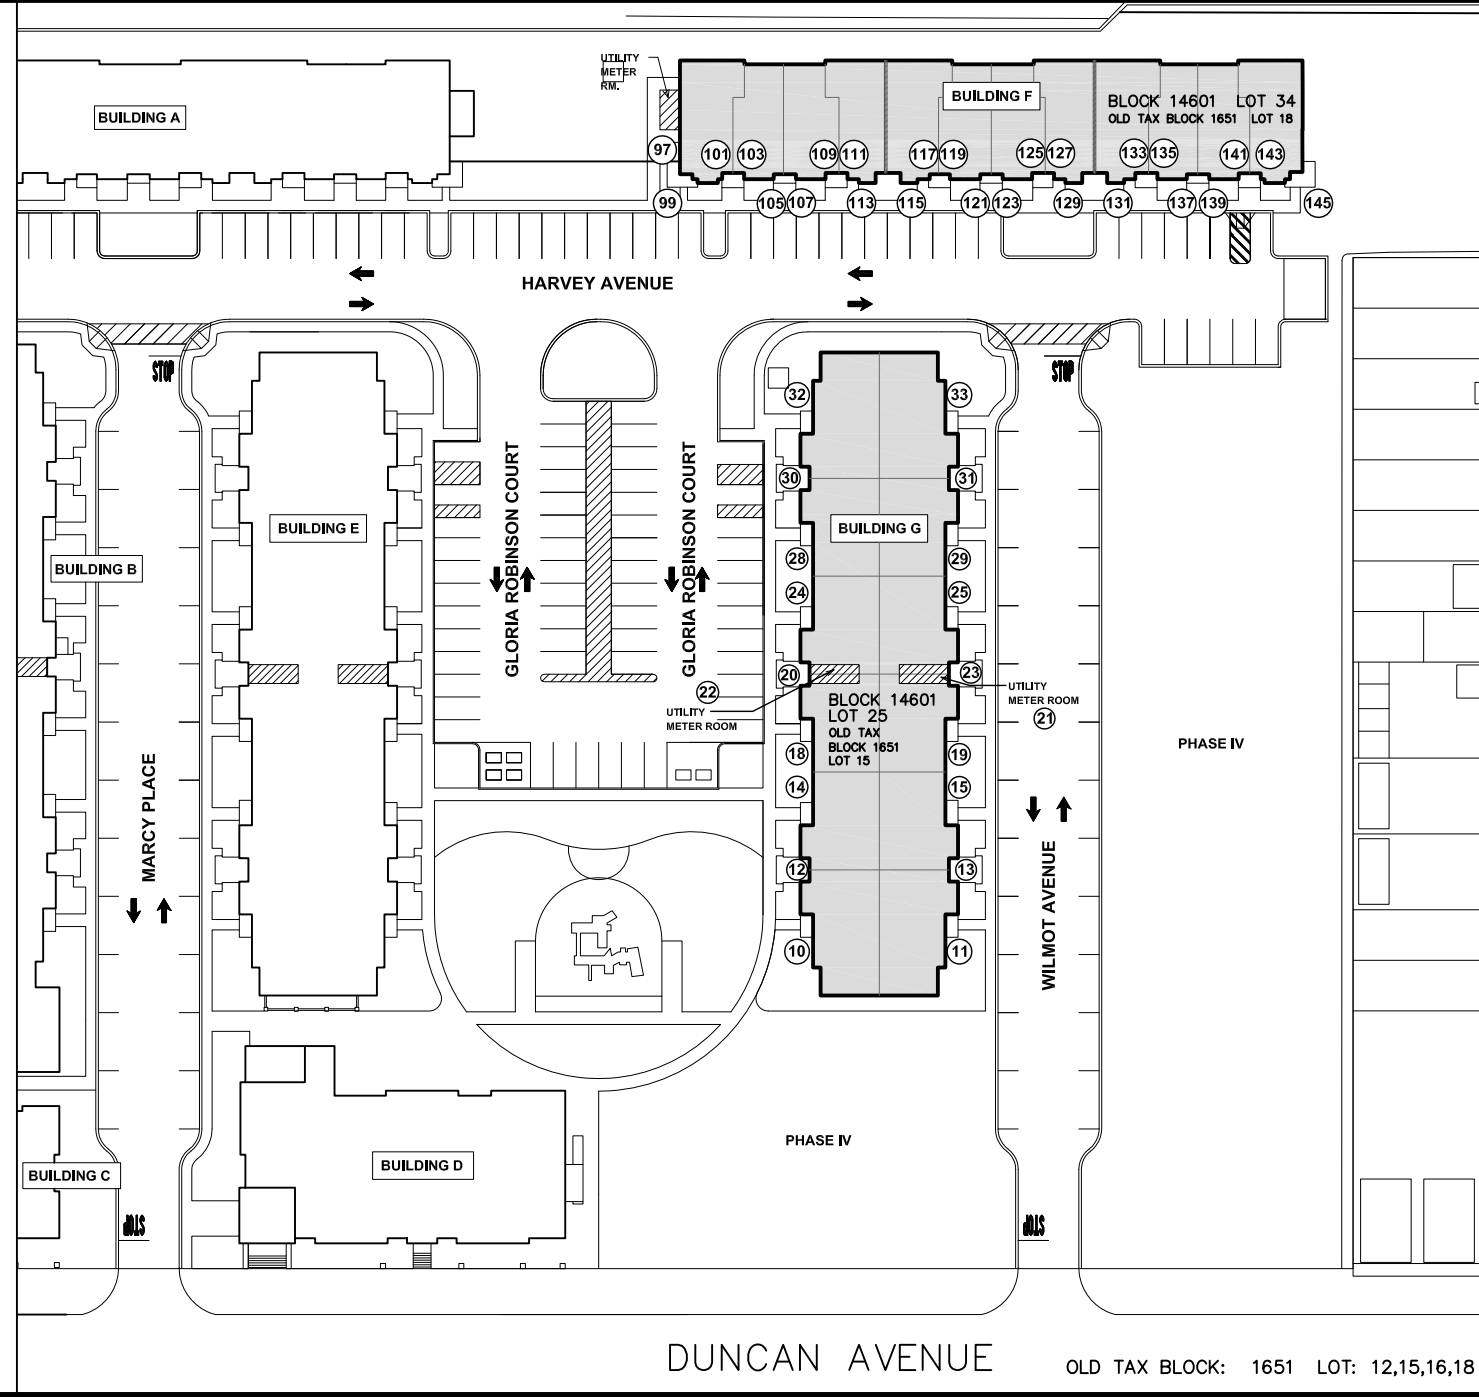 UTILITY
METER
RM.
BUILDING A
BUILDING F
BLOCK 14601 LOT 34
OLD TAX BLOCK 1651 LOT 18
97 101 103 109 111 117 119 125 127 133 135 141 143
99 105 107 113 115 121 123 129 131 137 139 145
HARVEY AVENUE
STOP
STOP
32 33
GLORIA ROBINSON COURT
GLORIA ROBINSON COURT
30 31
BUILDING E
BUILDING G
BUILDING B
28 29
24 25
20 23
22
UTILITY
METER ROOM
UTILITY
METER ROOM
21
BLOCK 14601
LOT 25
OLD TAX
BLOCK 1651
LOT 15
PHASE IV
18 19
14 15
MARCY PLACE
WILMOT AVENUE
12 13
10 11
PHASE IV
BUILDING D
BUILDING C
STOP
STOP
DUNCAN AVENUE
OLD TAX BLOCK: 1651 LOT: 12,15,16,18